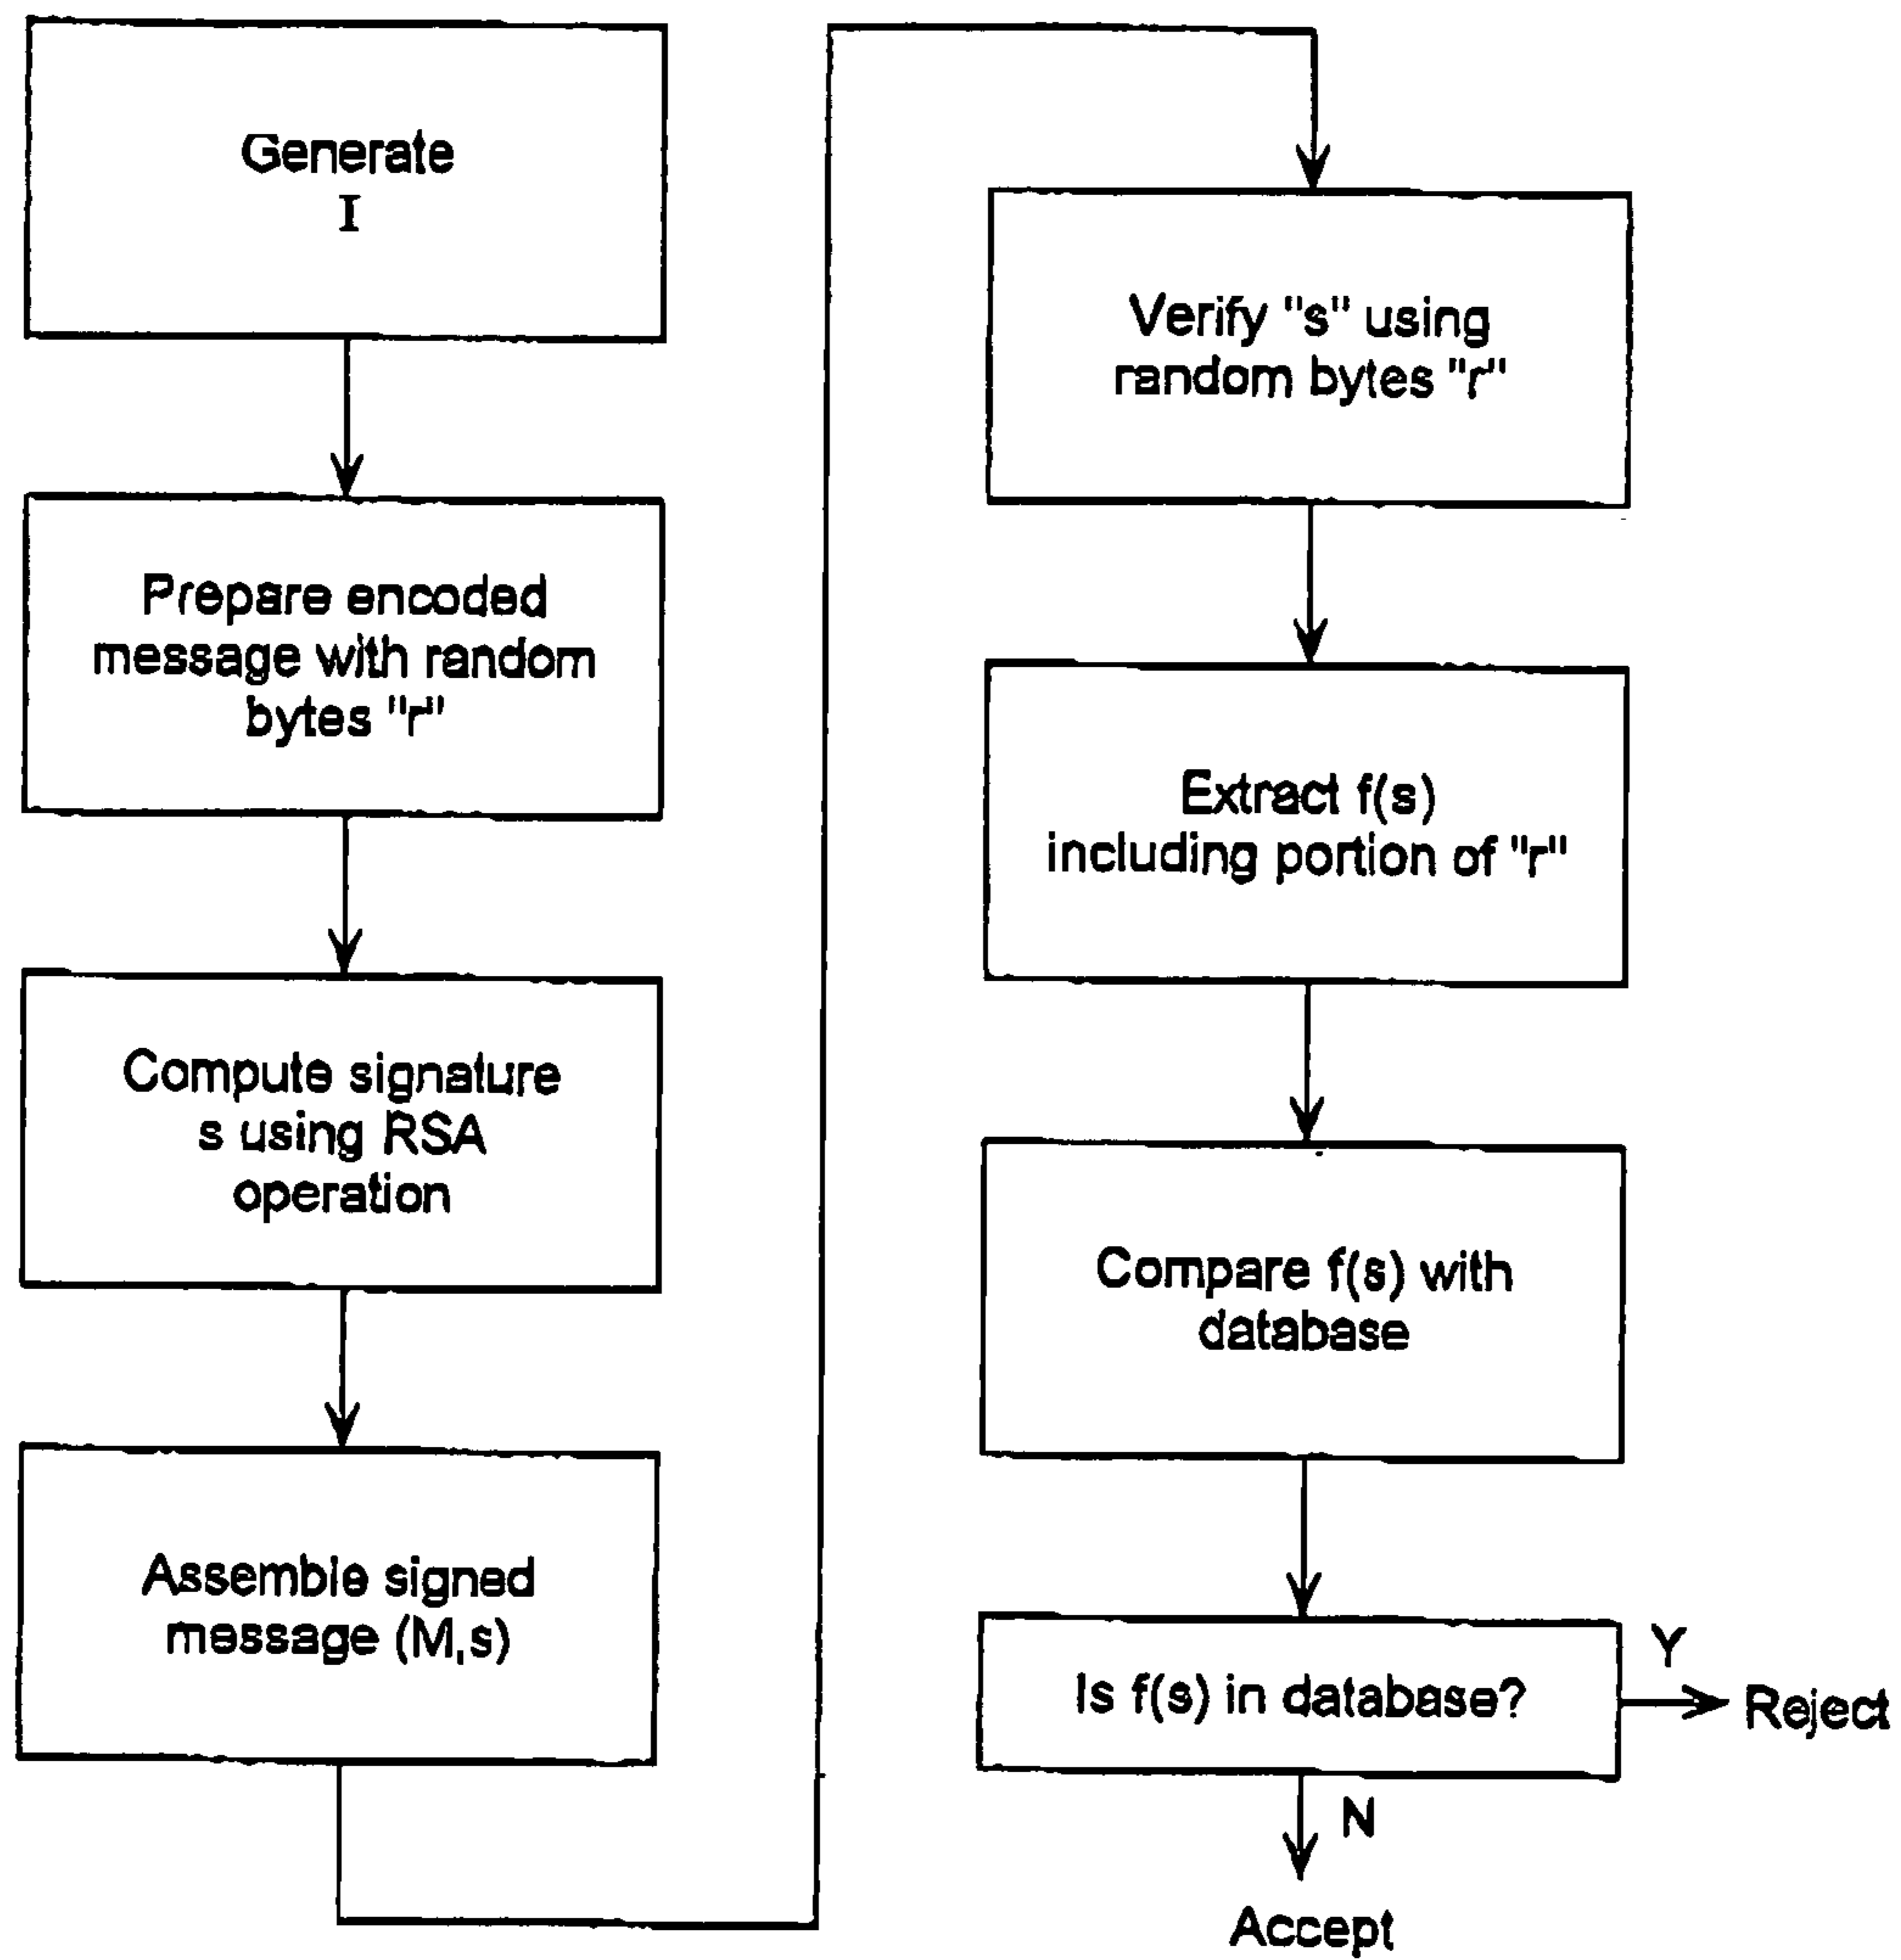 Generate
I
Prepare encoded
message with random
bytes "r"
Compute signature
s using RSA
operation
Assemble signed
message (M,s)
Verify "s" using
random bytes "r"
Extract f(s)
including portion of "r"
Compare f(s) with
database
Is f(s) in database?
Y
Reject
N
Accept